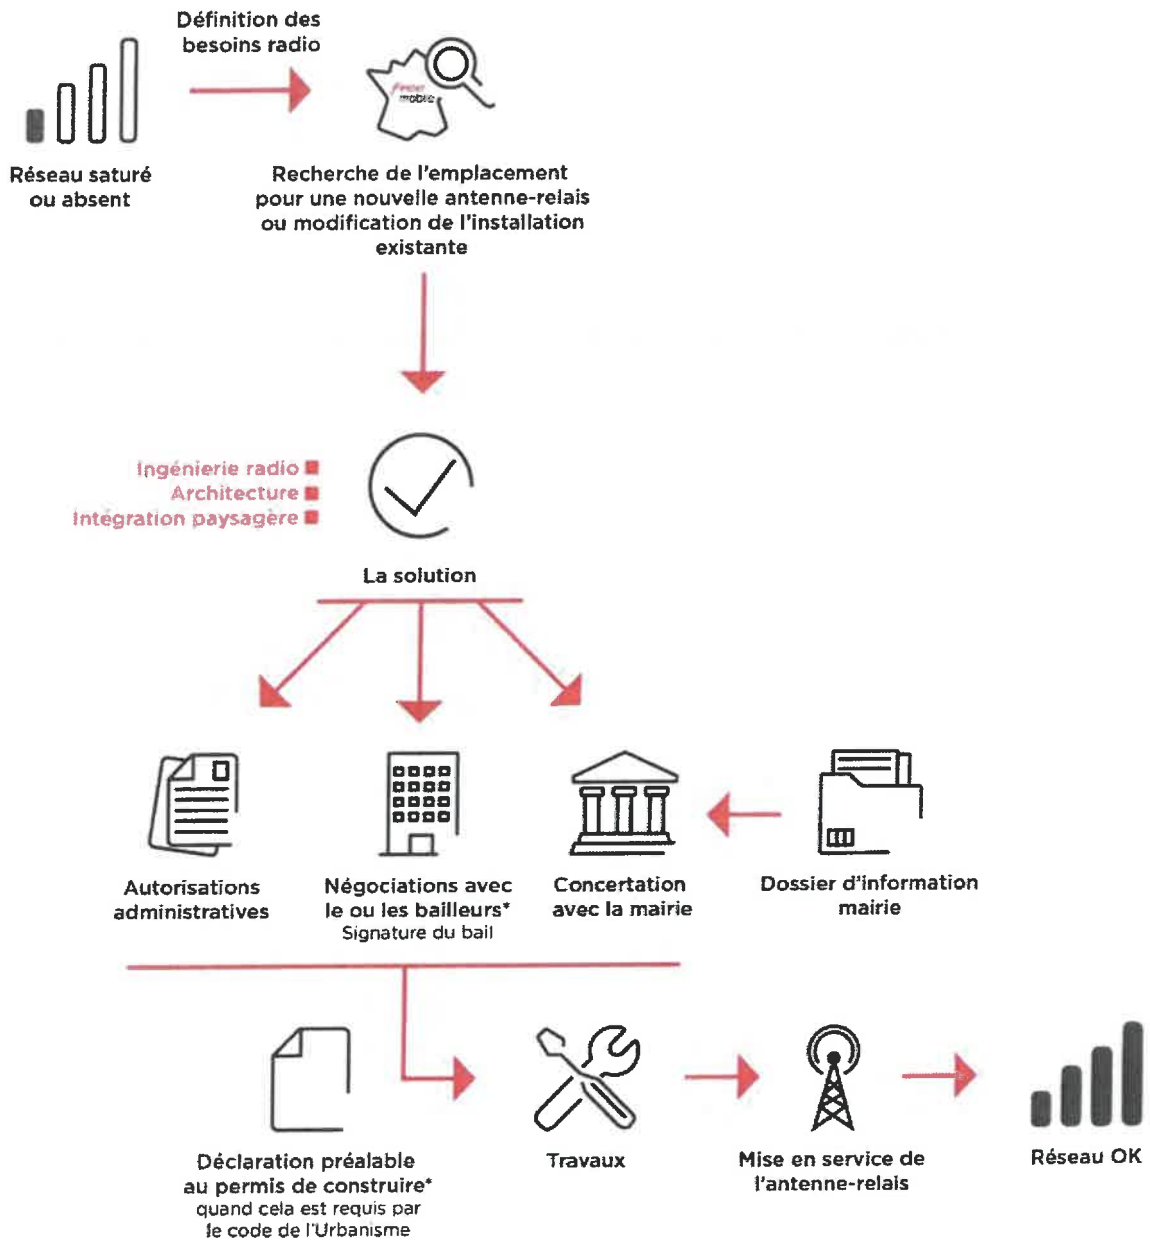 Définition des
besoins radio
free
mobile
Réseau saturé
ou absent
Recherche de l'emplacement
pour une nouvelle antenne-relais
ou modification de l'installation
existante
Ingénierie radio
Architecture
Intégration paysagère
La solution
Autorisations
administratives
Négociations avec
le ou les bailleurs*
Signature du bail
Concertation
avec la mairie
Dossier d'information
mairie
Déclaration préalable
au permis de construire*
quand cela est requis par
le code de l'Urbanisme
Travaux
Mise en service de
l'antenne-relais
Réseau OK